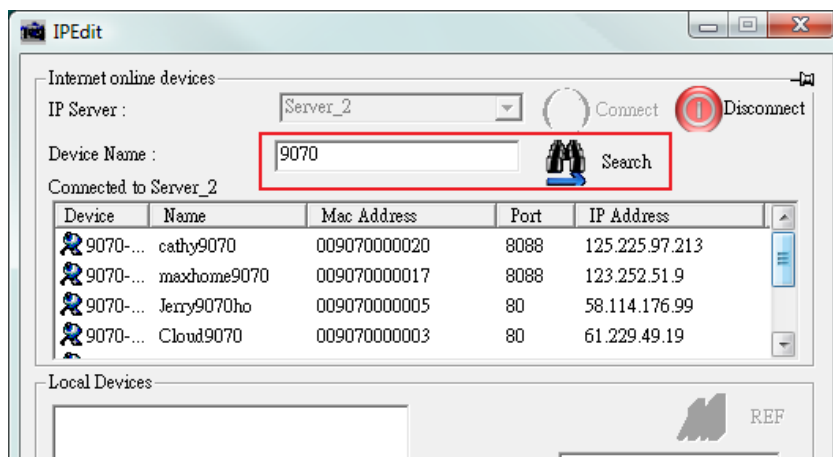 IPEdit
Internet online devices
IP Server : Server_2 Connect Disconnect
Device Name : 9070 Search
Connected to Server_2
Device Name Mac Address Port IP Address
9070-... cathy9070 009070000020 8088 125.225.97.213
9070-... maxhome9070 009070000017 8088 123.252.51.9
9070-... Jerry9070ho 009070000005 80 58.114.176.99
9070-... Cloud9070 009070000003 80 61.229.49.19
Local Devices
REF